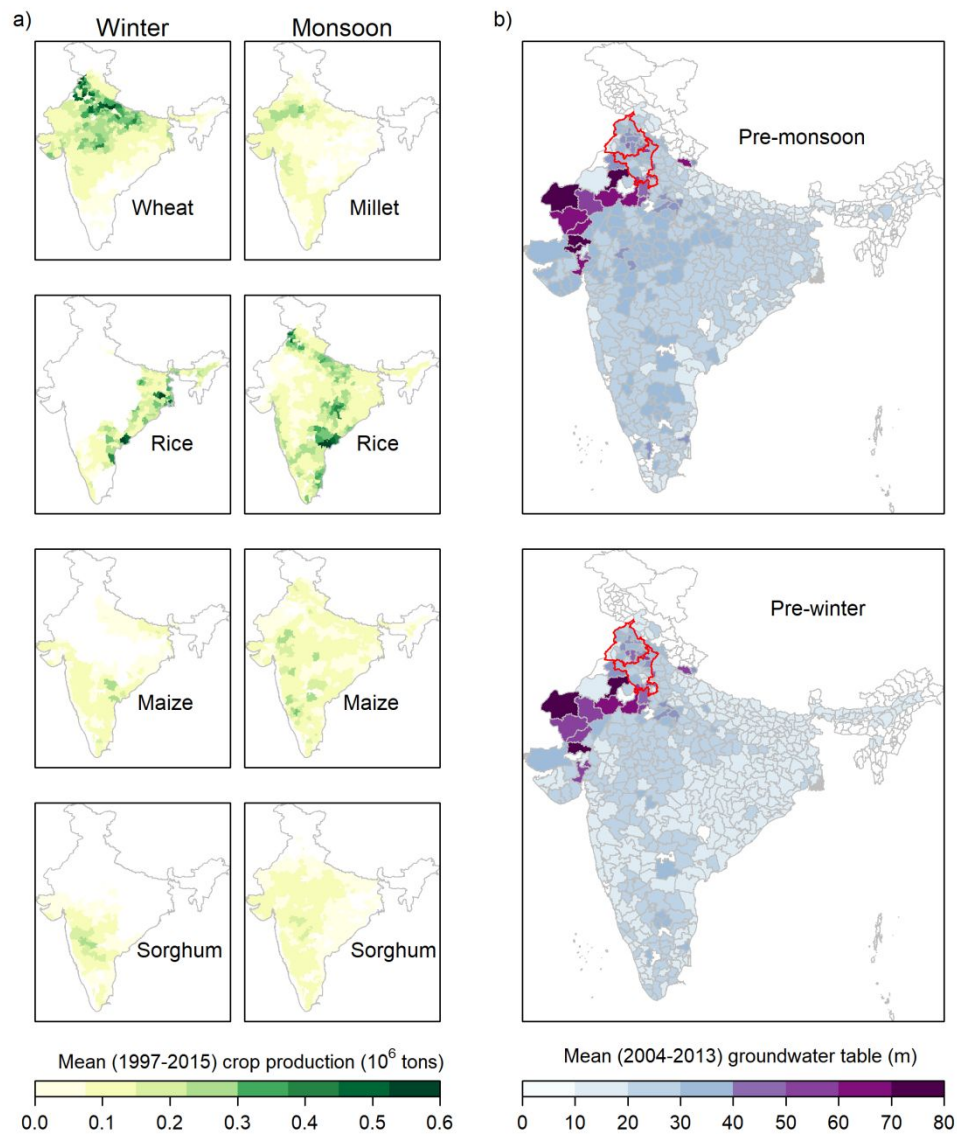 a)
Winter
Monsoon
Wheat
Millet
Rice
Rice
Maize
Maize
Sorghum
Sorghum
Mean (1997-2015) crop production (10⁶ tons)
0.0 0.1 0.2 0.3 0.4 0.5 0.6
b)
Pre-monsoon
Pre-winter
Mean (2004-2013) groundwater table (m)
0 10 20 30 40 50 60 70 80